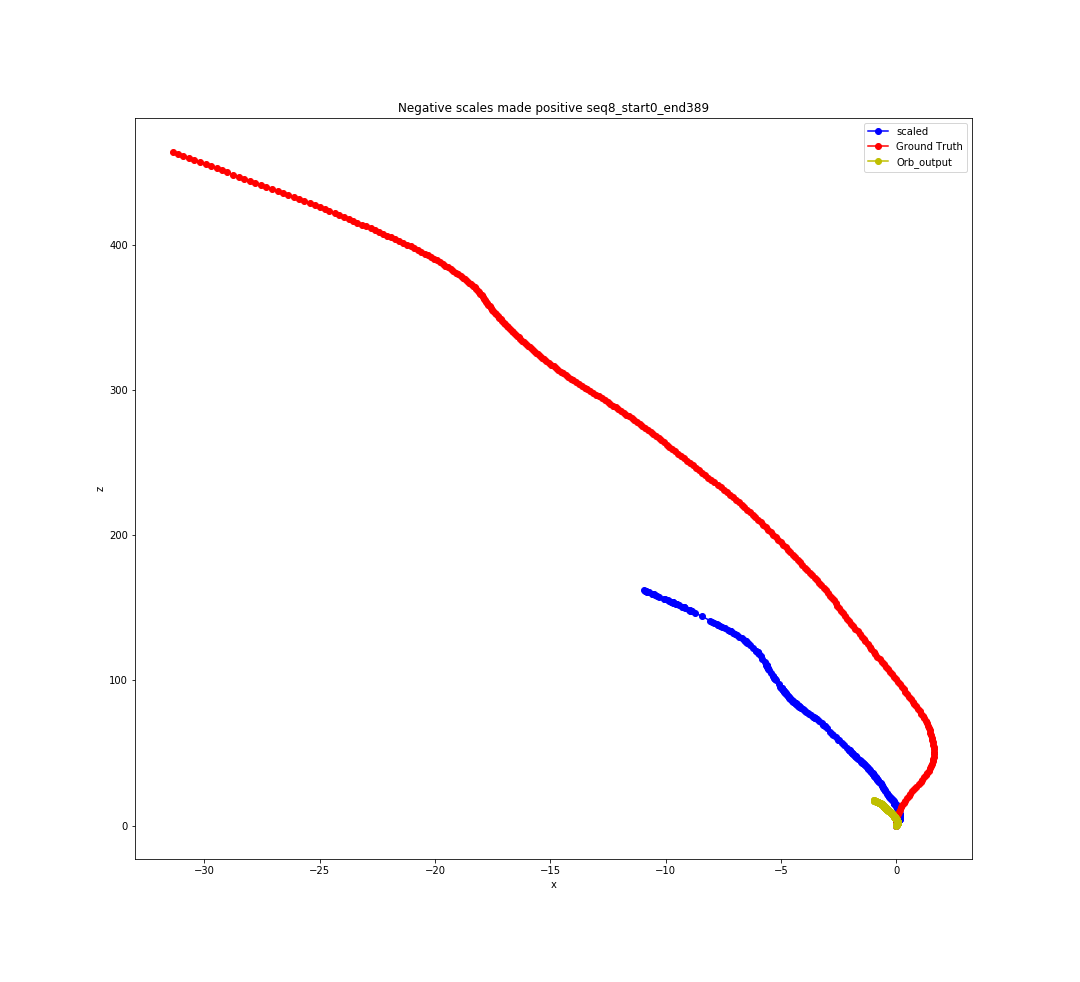 Negative scales made positive seq8_start0_end389
scaled
Ground Truth
Orb_output
400
300
200
100
0
z
−30
−25
−20
−15
−10
−5
0
x